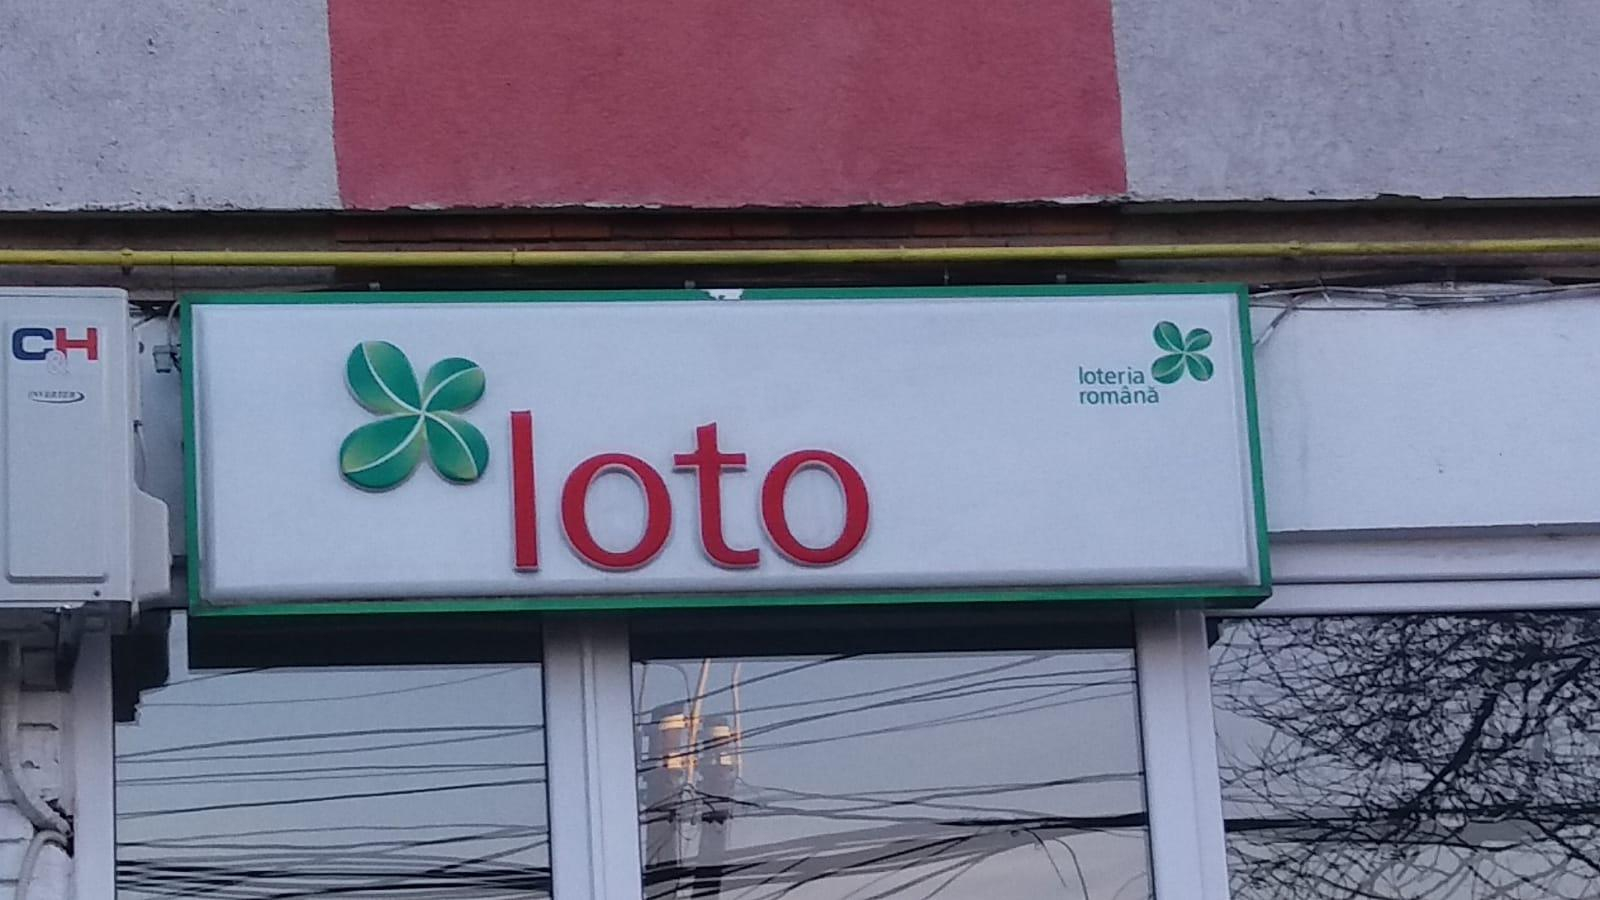 C&H
INVERTER
loto
loteria
română